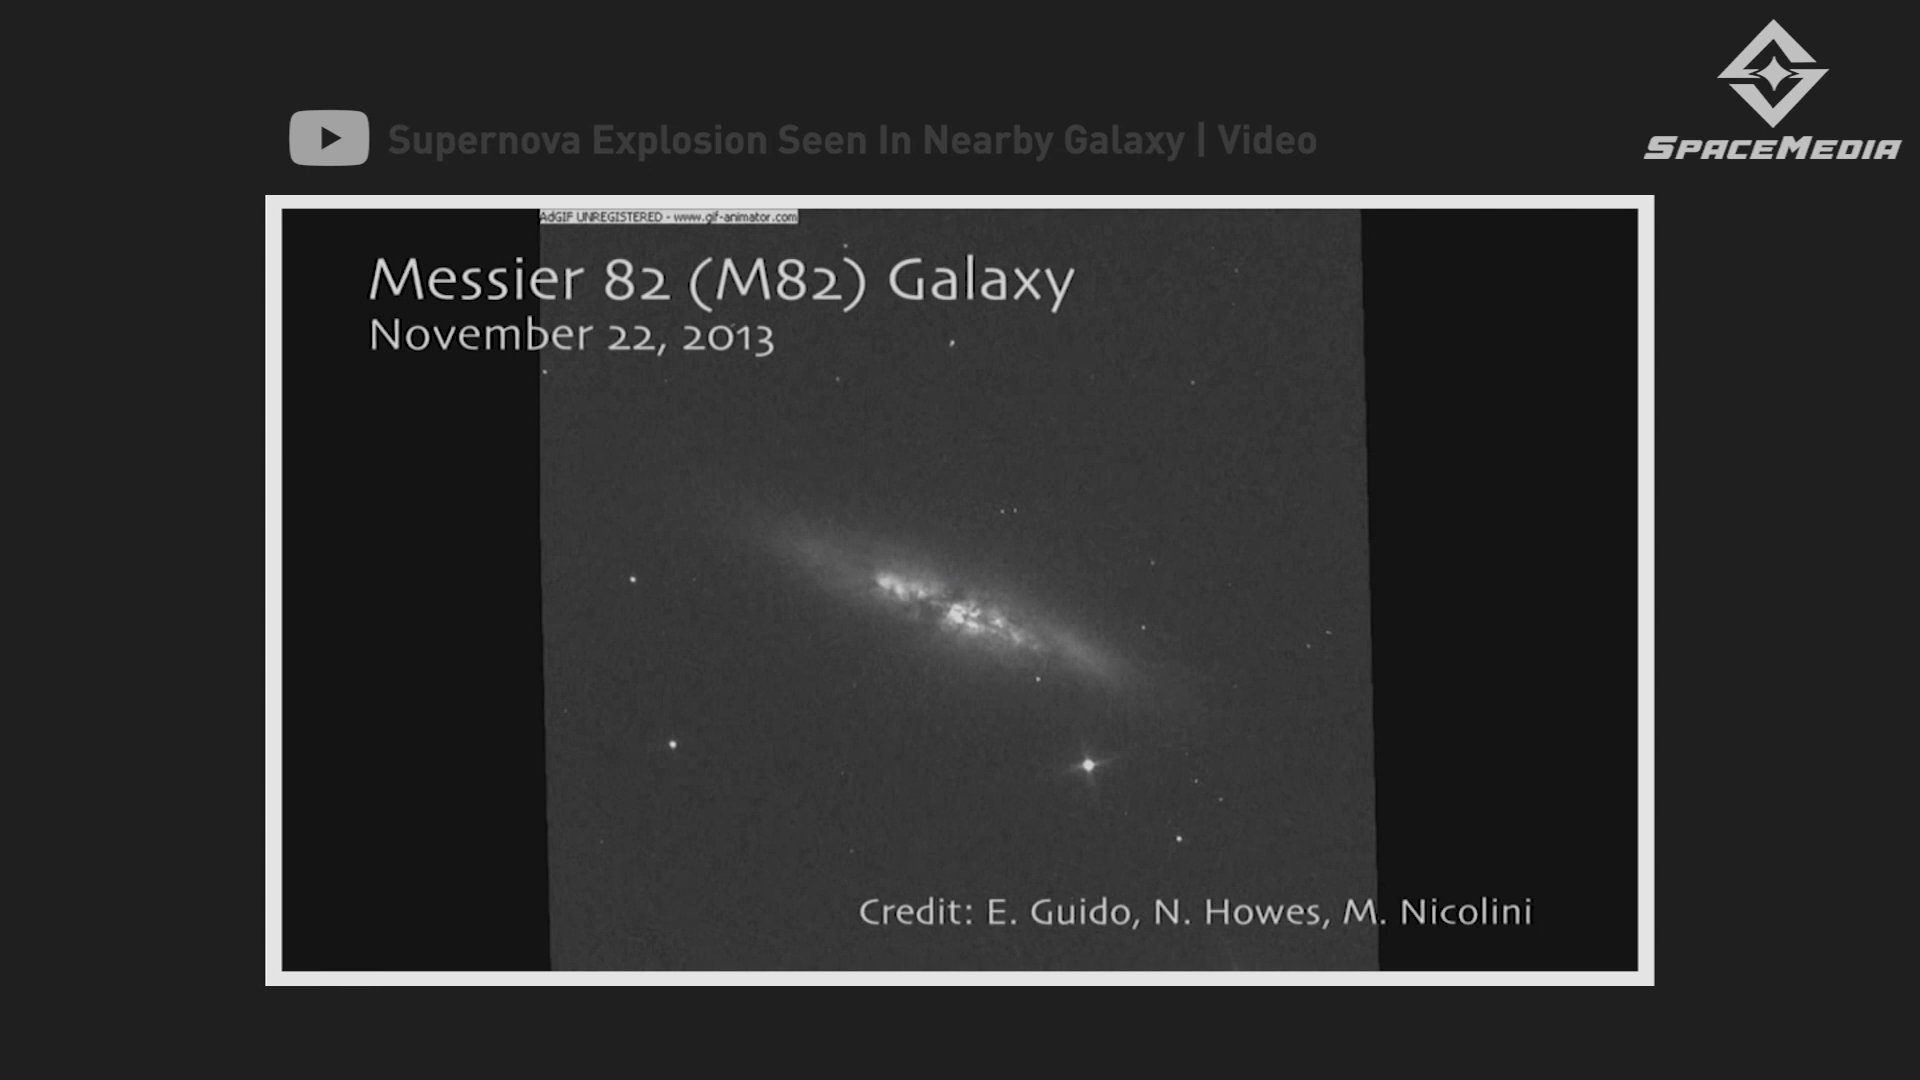 SPACEMEDIA
Supernova Explosion Seen In Nearby Galaxy | Video
AdGIF UNREGISTERED - www.gif-animator.com
Messier 82 (M82) Galaxy
November 22, 2013
Credit: E. Guido, N. Howes, M. Nicolini